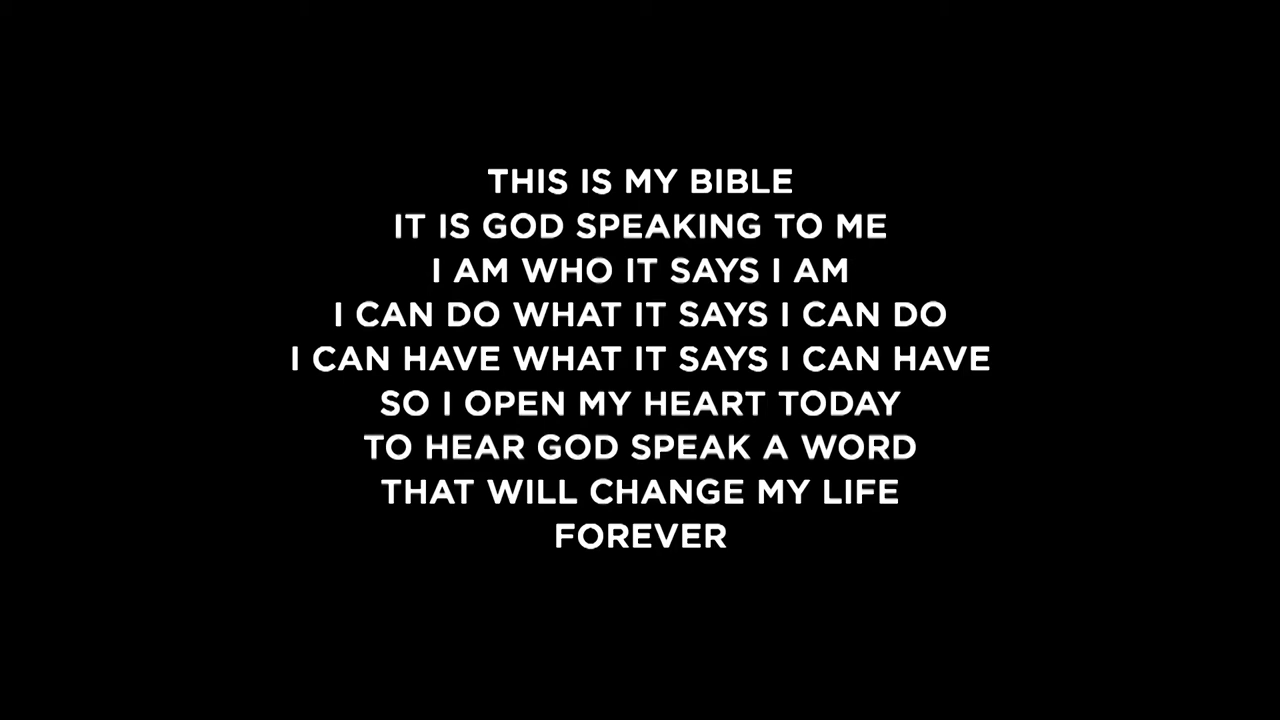 THIS IS MY BIBLE
IT IS GOD SPEAKING TO ME
I AM WHO IT SAYS I AM
I CAN DO WHAT IT SAYS I CAN DO
I CAN HAVE WHAT IT SAYS I CAN HAVE
SO I OPEN MY HEART TODAY
TO HEAR GOD SPEAK A WORD
THAT WILL CHANGE MY LIFE
FOREVER